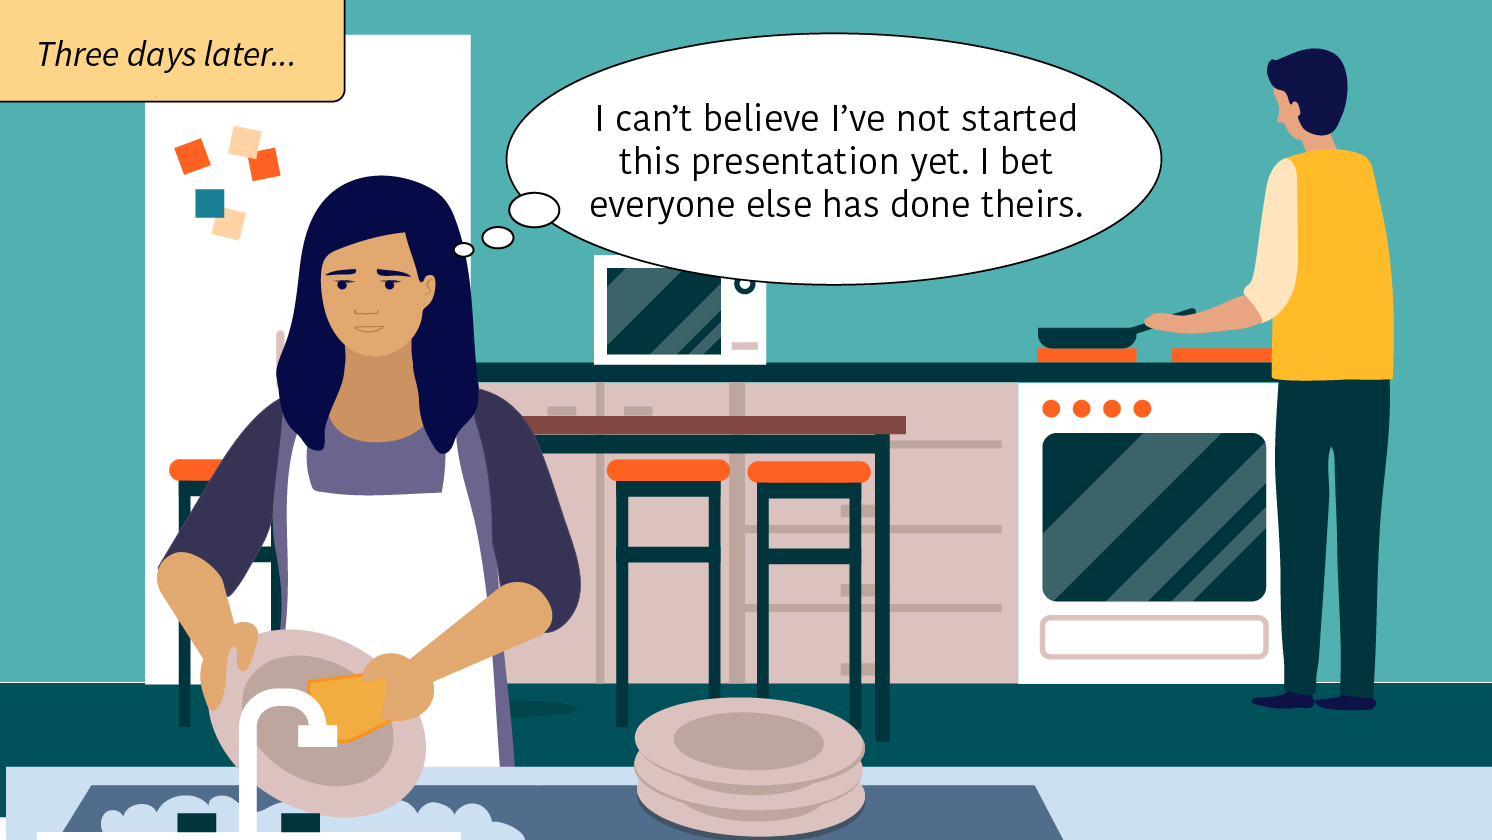 Three days later...
I can’t believe I’ve not started
this presentation yet. I bet
everyone else has done theirs.